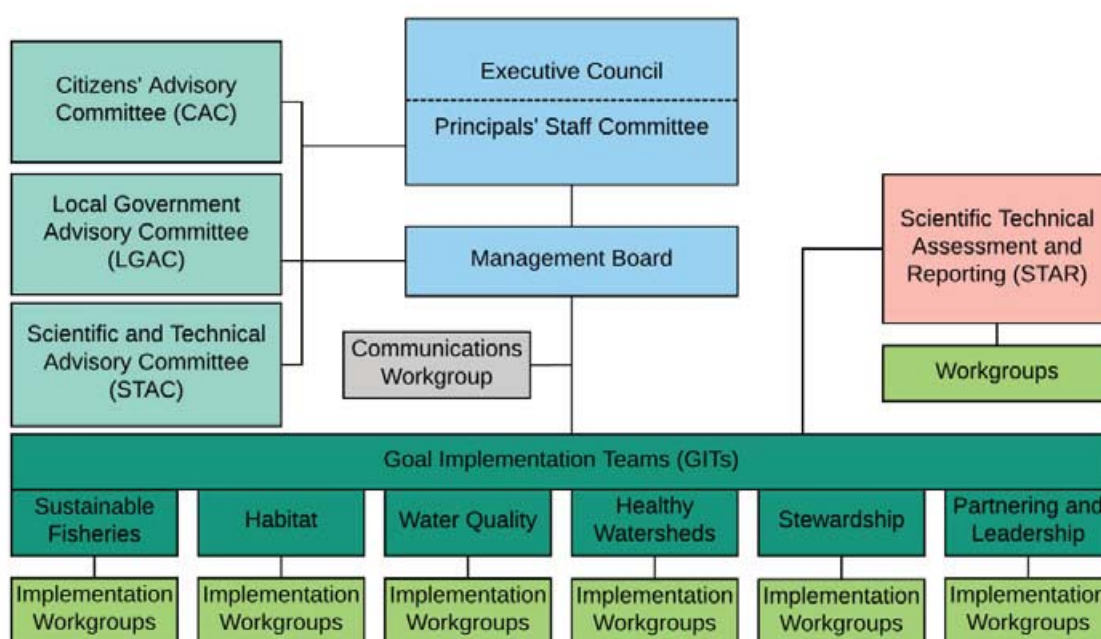 Citizens' Advisory
Committee (CAC)
Local Government
Advisory Committee
(LGAC)
Scientific and Technical
Advisory Committee
(STAC)
Executive Council
Principals' Staff Committee
Management Board
Communications
Workgroup
Scientific Technical
Assessment and
Reporting (STAR)
Workgroups
Goal Implementation Teams (GITs)
Sustainable
Fisheries
Habitat
Water Quality
Healthy
Watersheds
Stewardship
Partnering and
Leadership
Implementation
Workgroups
Implementation
Workgroups
Implementation
Workgroups
Implementation
Workgroups
Implementation
Workgroups
Implementation
Workgroups